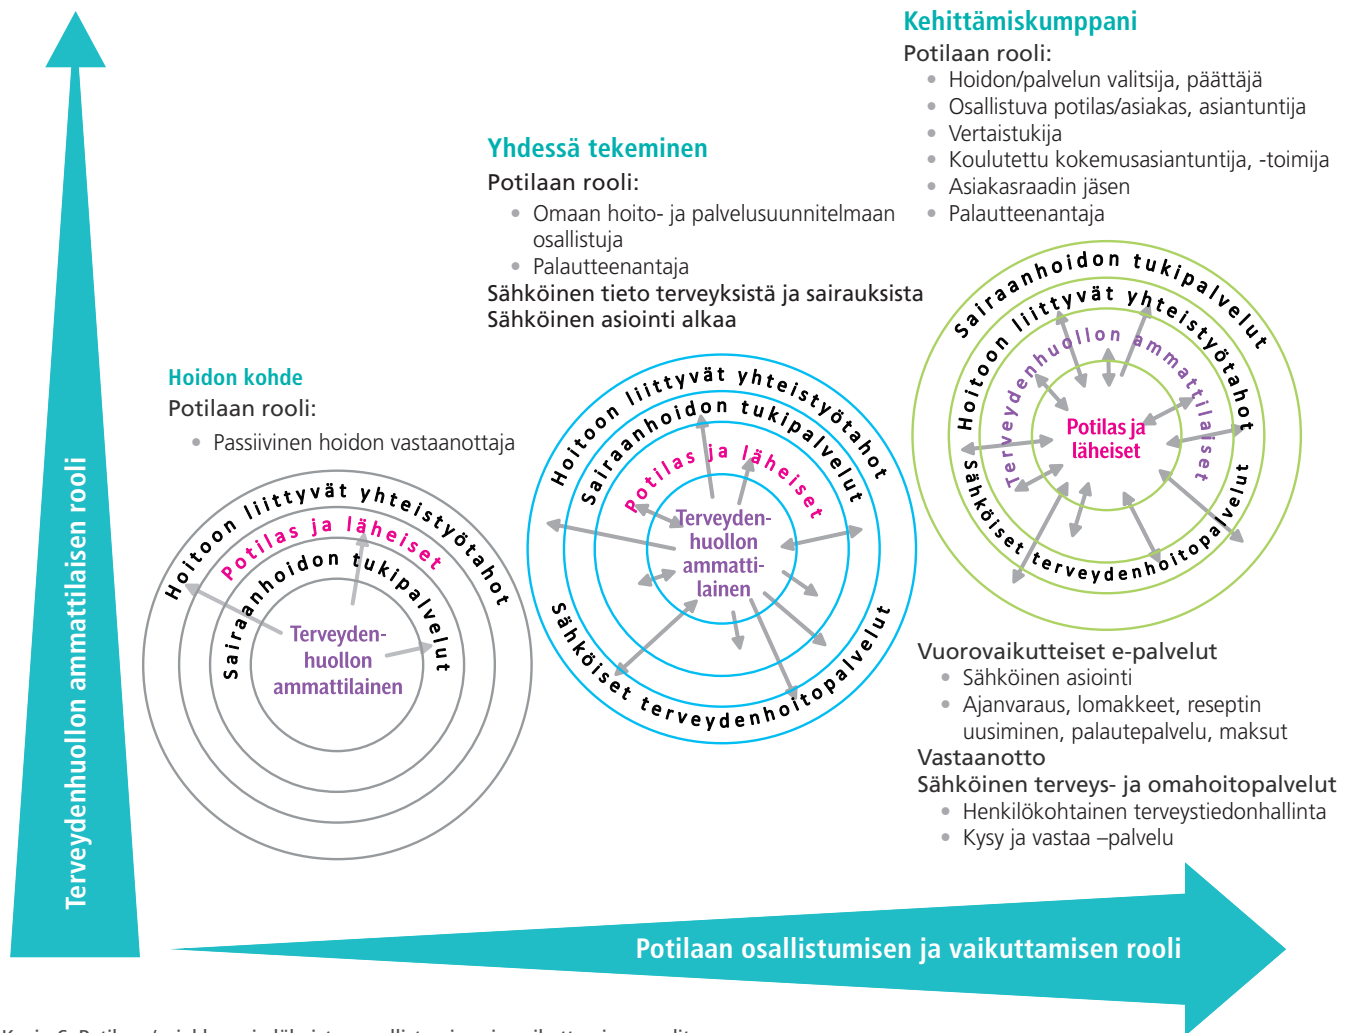 Kehittämiskumppani
Potilaan rooli:
• Hoidon/palvelun valitsija, päättäjä
• Osallistuva potilas/asiakas, asiantuntija
• Vertaistukija
• Koulutettu kokemusasiantuntija, -toimija
• Asiakasraadin jäsen
• Palautteenantaja
Yhdessä tekeminen
Potilaan rooli:
• Omaan hoito- ja palvelusuunnitelmaan
osallistuja
• Palautteenantaja
Sähköinen tieto terveyksistä ja sairauksista
Sähköinen asiointi alkaa
Hoidon kohde
Potilaan rooli:
• Passiivinen hoidon vastaanottaja
Hoitoon liittyvät yhteistyötahot
Potilas ja läheiset
Sairaanhoidon tukipalvelut
Terveyden-
huollon
ammattilainen
Hoitoon liittyvät yhteistyötahot
Sairaanhoidon tukipalvelut
Potilas ja läheiset
Terveyden-
huollon
ammatti-
lainen
Sähköiset terveydenhoitopalvelut
Sairaanhoidon tukipalvelut
Hoitoon liittyvät yhteistyötahot
Terveydenhuollon ammattilaiset
Potilas ja
läheiset
Sähköiset terveydenhoitopalvelut
Vuorovaikutteiset e-palvelut
• Sähköinen asiointi
• Ajanvaraus, lomakkeet, reseptin
uusiminen, palautepalvelu, maksut
Vastaanotto
Sähköinen terveys- ja omahoitopalvelut
• Henkilökohtainen terveystiedonhallinta
• Kysy ja vastaa –palvelu
Terveydenhuollon ammattilaisen rooli
Potilaan osallistumisen ja vaikuttamisen rooli